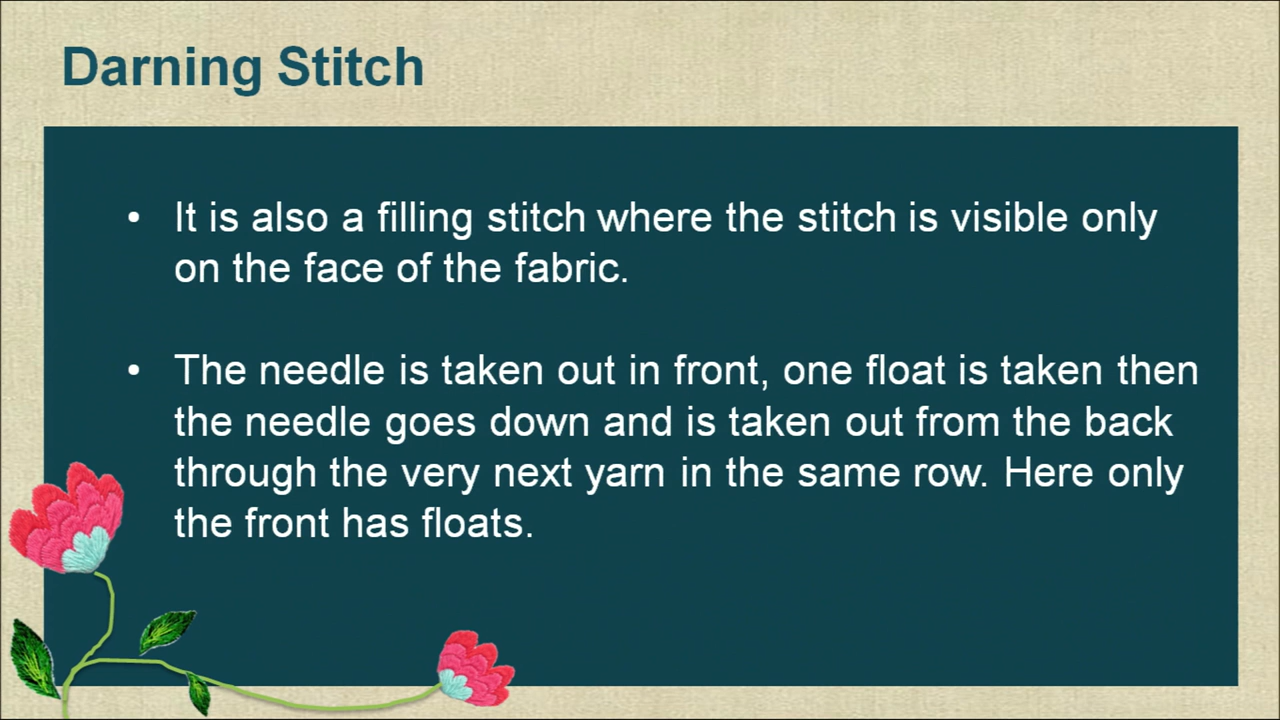 Darning Stitch
• It is also a filling stitch where the stitch is visible only
on the face of the fabric.
• The needle is taken out in front, one float is taken then
the needle goes down and is taken out from the back
through the very next yarn in the same row. Here only
the front has floats.